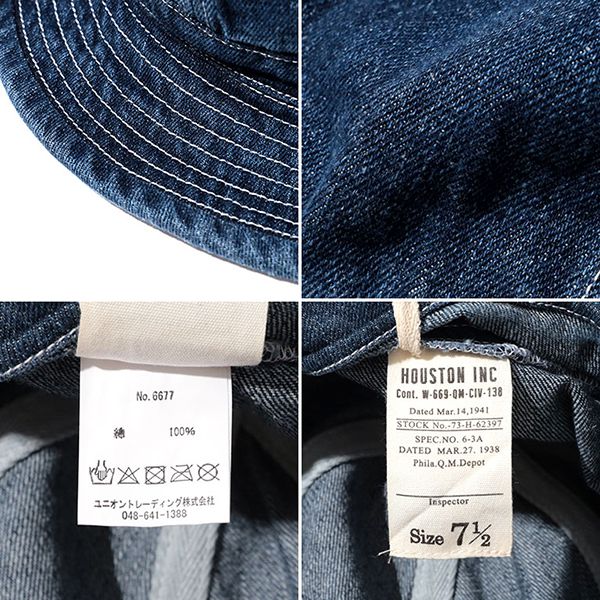 No. 6677
綿 100%
ユニオントレーディング株式会社
048-641-1388
HOUSTON INC
Cont. W-669-QM-CIV-138
Dated Mar.14,1941
STOCK No.-73-H-62397
SPEC.NO. 6-3A
DATED MAR.27. 1938
Phila.Q.M.Depot
Inspector
Size 7½